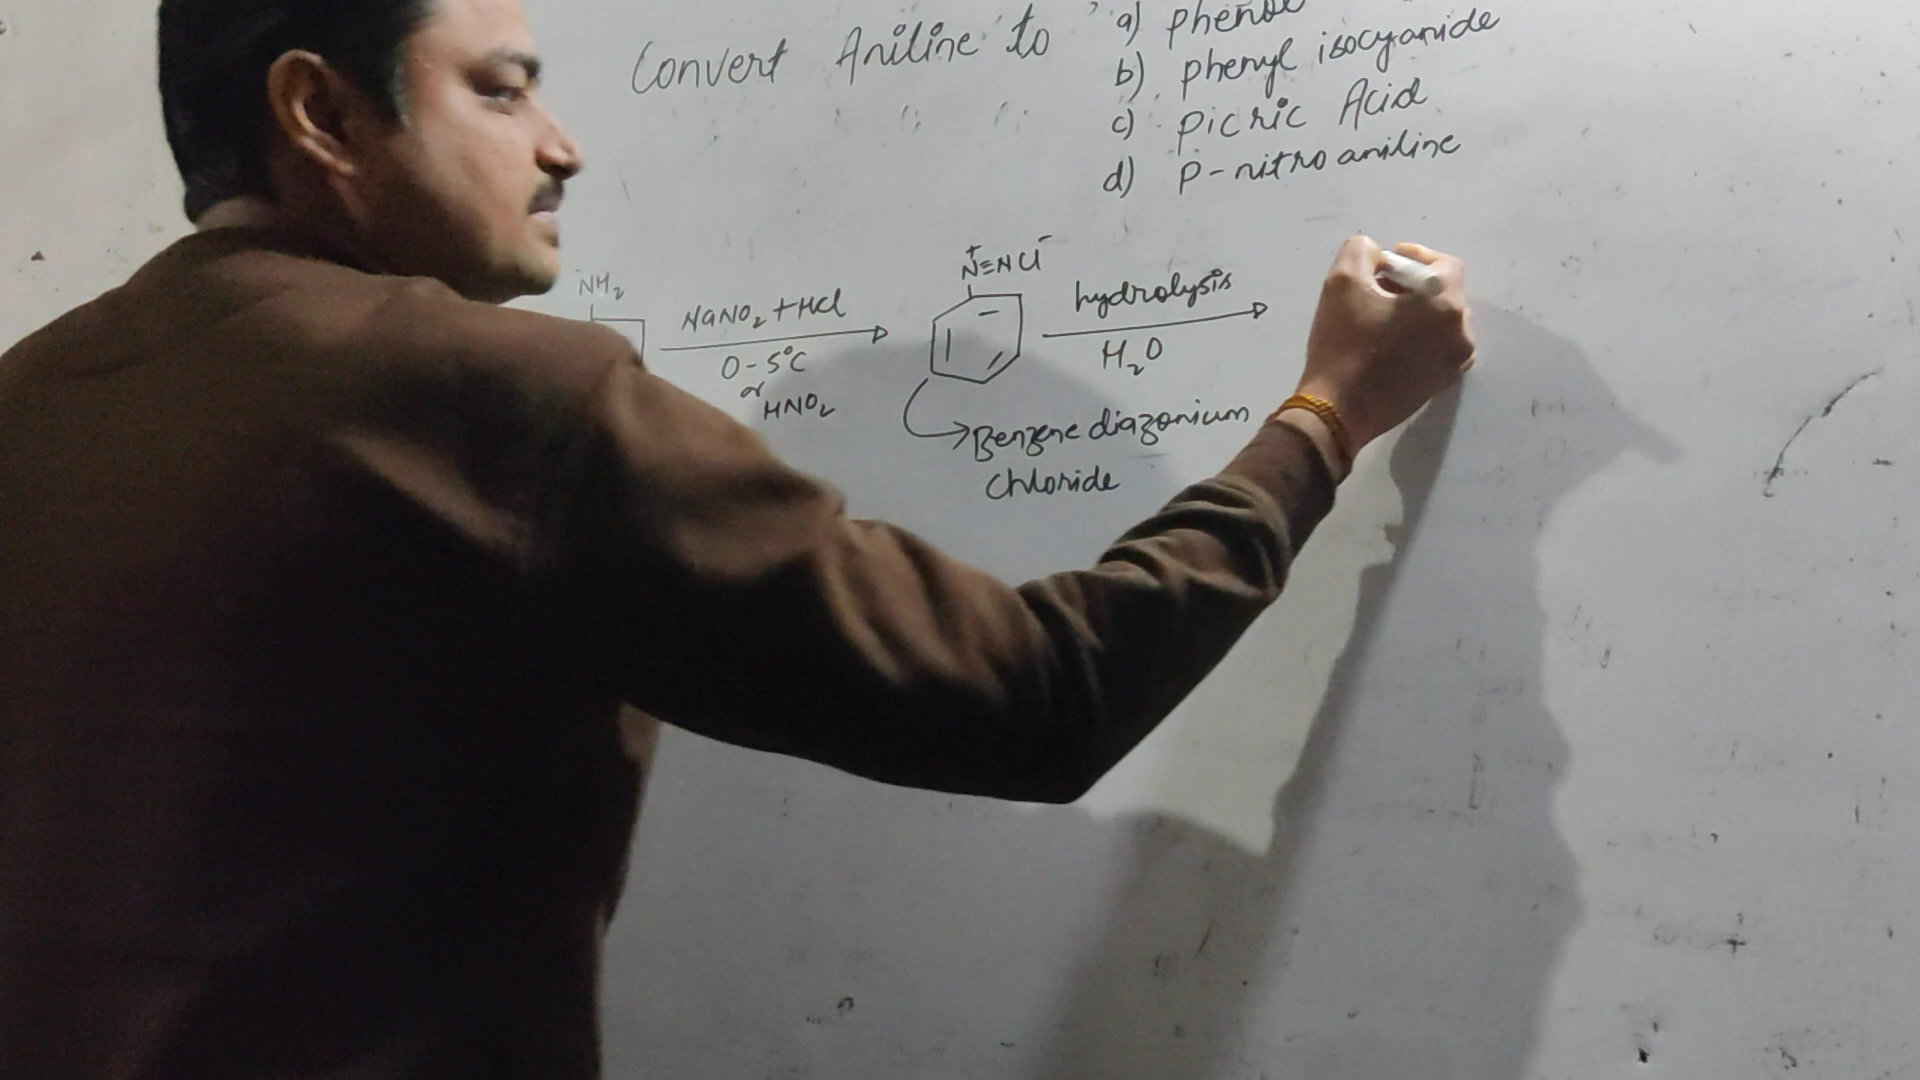 Convert Aniline to a) phenol
b) phenyl isocyanide
c) picric Acid
d) p-nitro aniline
NH2
NaNO2 + HCl
0-5°C
or
HNO2
N+≡NCl-
hydrolysis
H2O
Benzene diazonium
chloride